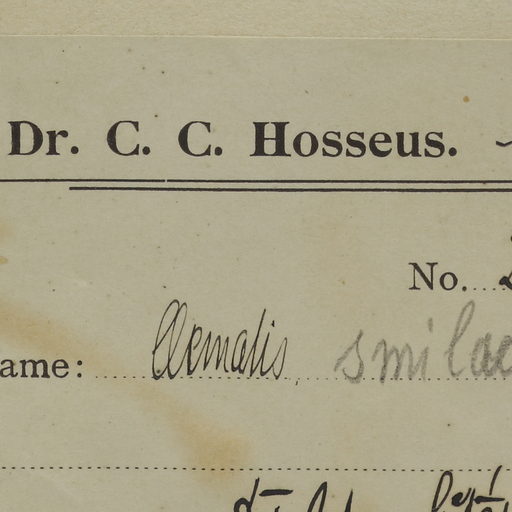 Dr. C. C. Hosseus.
No.
ame: Clematis, smilac